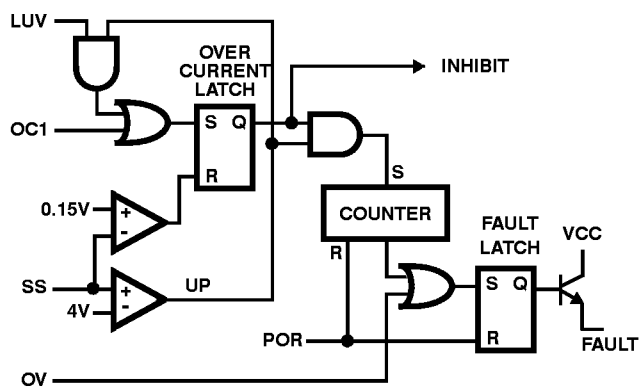 LUV
OVER
CURRENT
LATCH
INHIBIT
OC1
S Q
R
S
0.15V
+
-
COUNTER
FAULT
LATCH
VCC
R
SS
+
-
4V
UP
S Q
POR
R
FAULT
OV